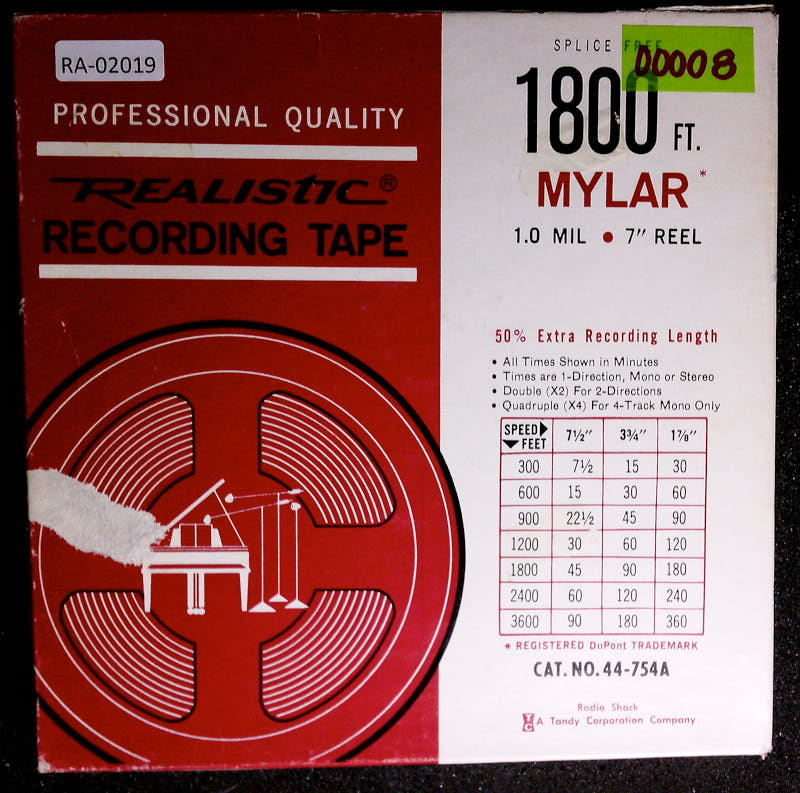 RA-02019
PROFESSIONAL QUALITY
REALISTIC®
RECORDING TAPE
SPLICE FREE
00008
1800 FT.
MYLAR*
1.0 MIL • 7" REEL
50% Extra Recording Length
• All Times Shown in Minutes
• Times are 1-Direction, Mono or Stereo
• Double (X2) For 2-Directions
• Quadruple (X4) For 4-Track Mono Only
SPEED FEET 7½" 3¾" 1⅞"
300 7½ 15 30
600 15 30 60
900 22½ 45 90
1200 30 60 120
1800 45 90 180
2400 60 120 240
3600 90 180 360
* REGISTERED DuPont TRADEMARK
CAT. NO. 44-754A
Radio Shack
TC A Tandy Corporation Company